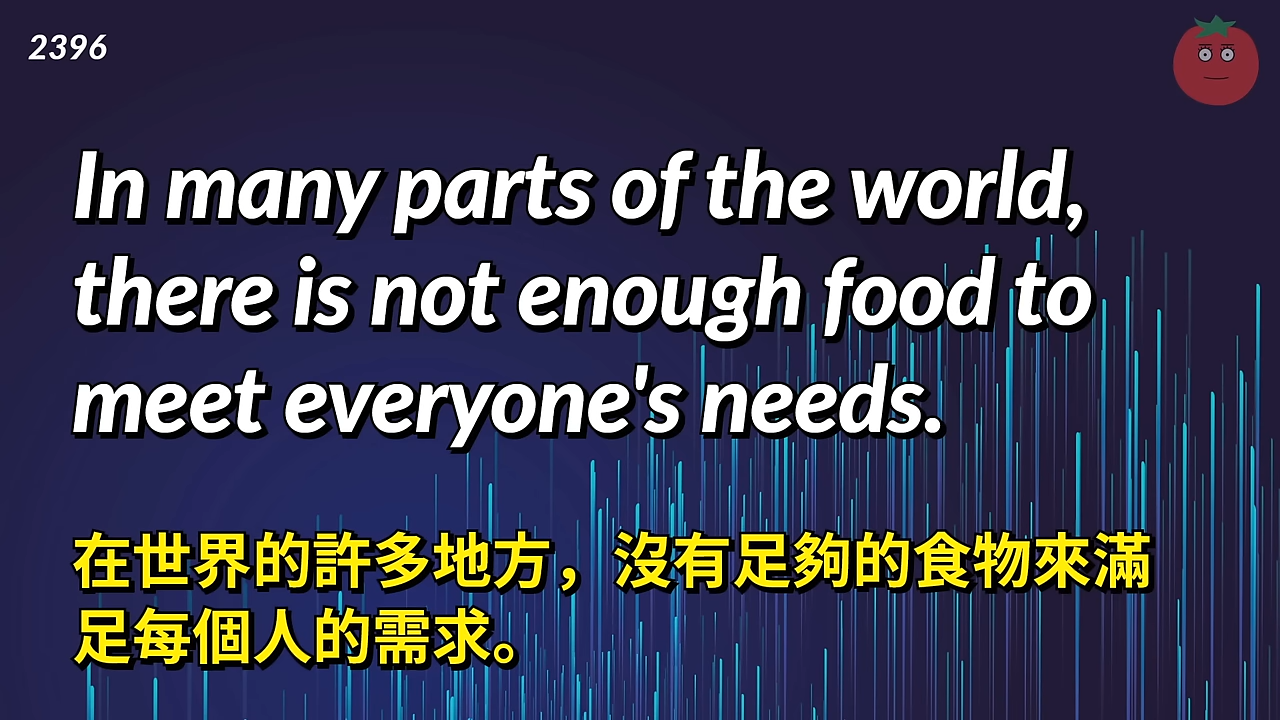 2396
In many parts of the world,
there is not enough food to
meet everyone's needs.
在世界的許多地方，沒有足夠的食物來滿
足每個人的需求。